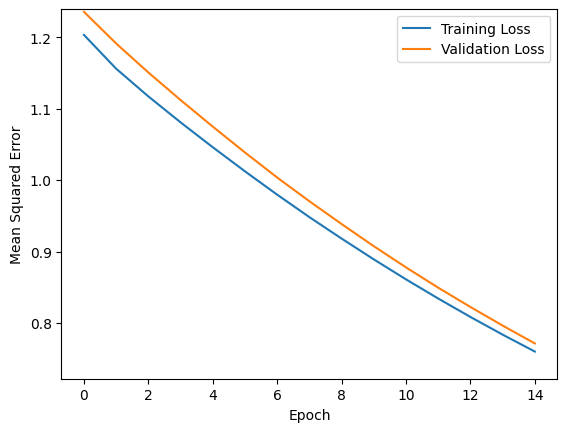 Training Loss
Validation Loss
Mean Squared Error
1.2
1.1
1.0
0.9
0.8
0 2 4 6 8 10 12 14
Epoch